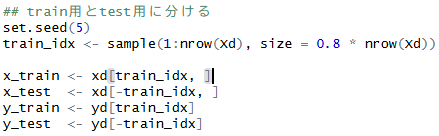 ## train用とtest用に分ける
set.seed(5)
train_idx <- sample(1:nrow(Xd), size = 0.8 * nrow(Xd))
x_train <- xd[train_idx, ]
x_test <- xd[-train_idx, ]
y_train <- yd[train_idx]
y_test <- yd[-train_idx]